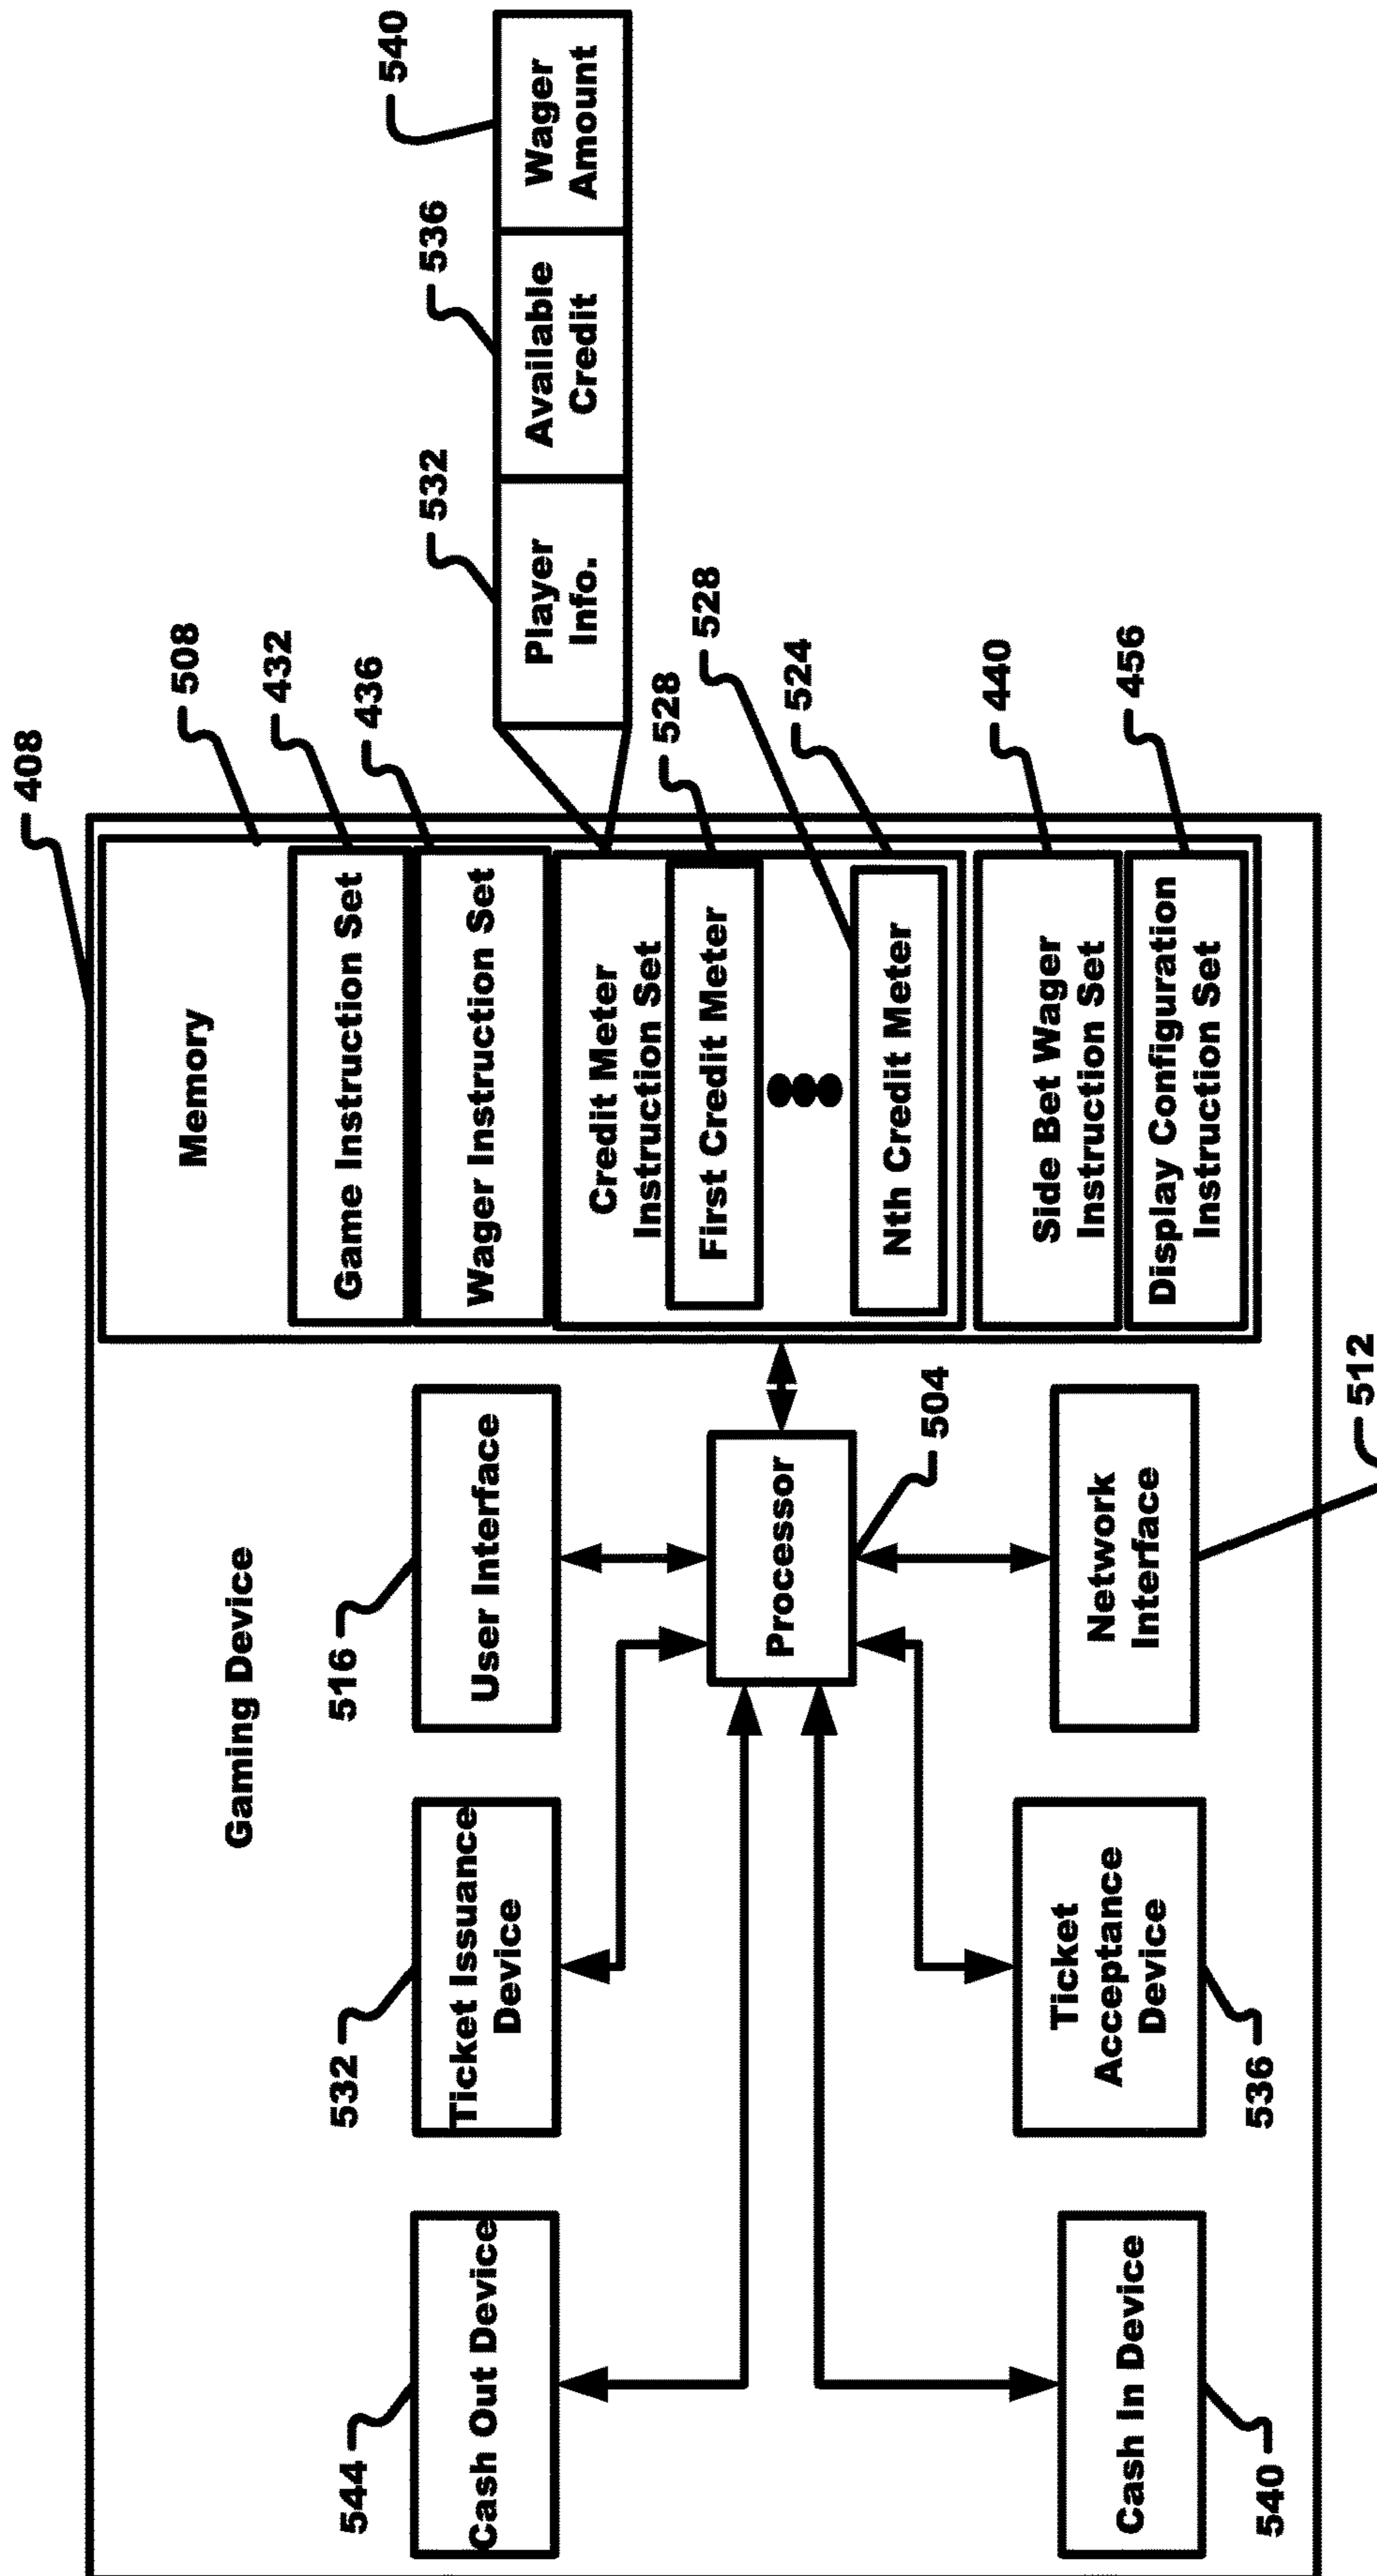 408
508
432
436
528
528
524
440
456
532
536
540
Player
Info.
Available
Credit
Wager
Amount
Gaming Device
Memory
Game Instruction Set
Wager Instruction Set
Credit Meter
Instruction Set
First Credit Meter
Nth Credit Meter
Side Bet Wager
Instruction Set
Display Configuration
Instruction Set
544
Cash Out Device
532
Ticket Issuance
Device
516
User Interface
Processor
504
Cash In Device
540
Ticket
Acceptance
Device
536
Network
Interface
512